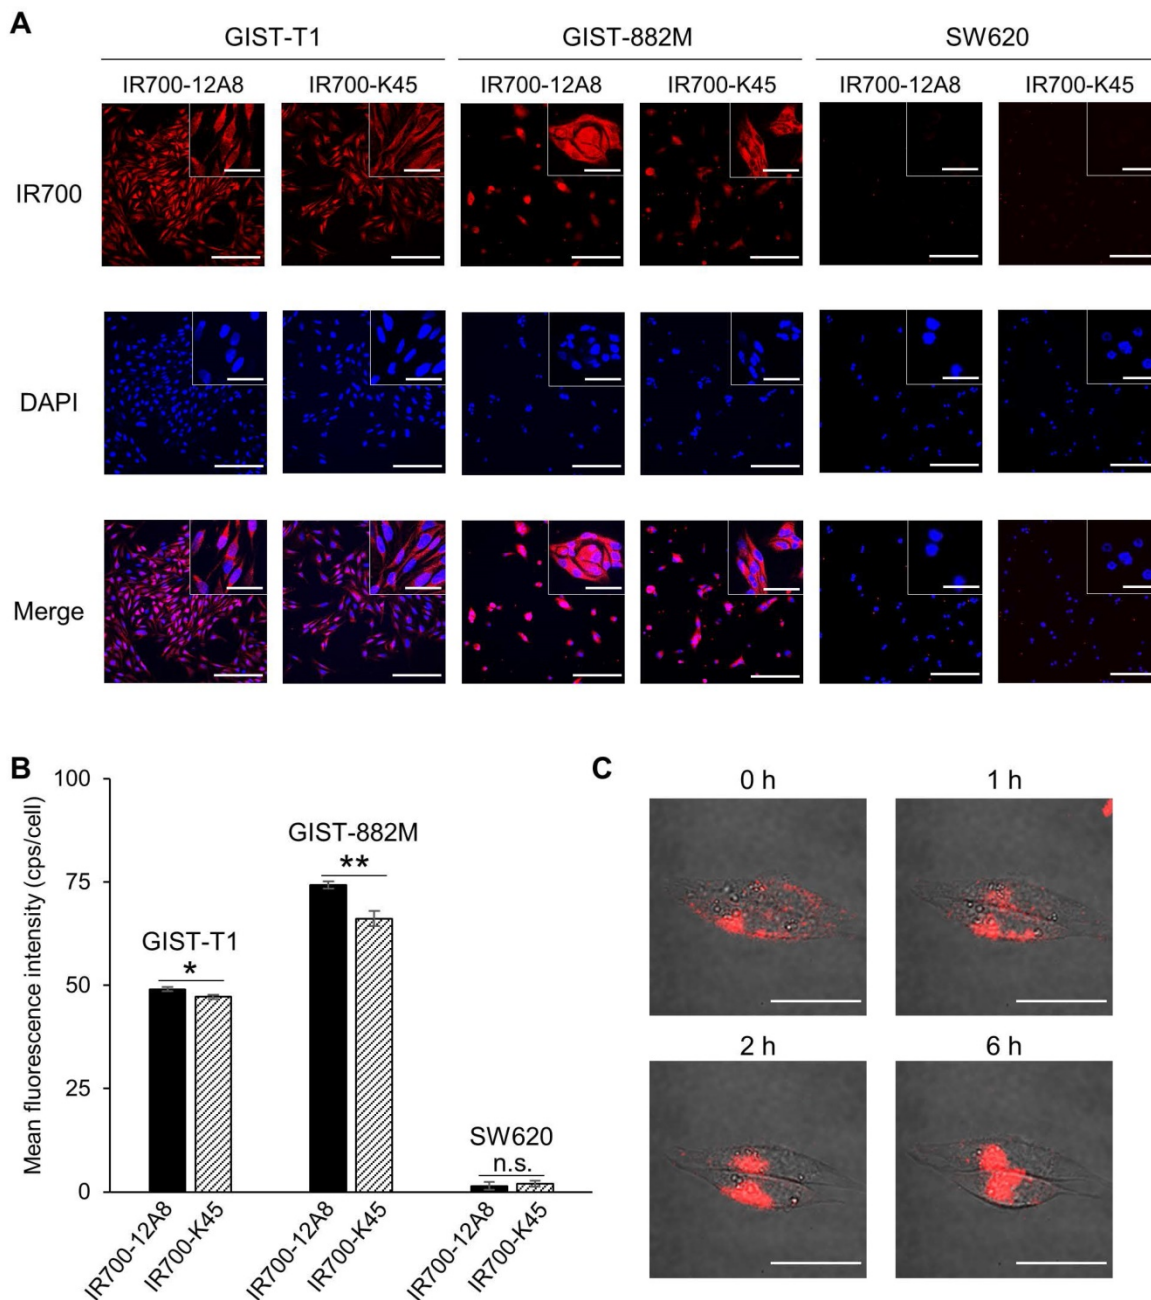 A
GIST-T1 GIST-882M SW620
IR700-12A8 IR700-K45 IR700-12A8 IR700-K45 IR700-12A8 IR700-K45
IR700
DAPI
Merge
B
Mean fluorescence intensity (cps/cell)
100
75
50
25
0
GIST-T1
*
GIST-882M
**
SW620
n.s.
IR700-12A8 IR700-K45 IR700-12A8 IR700-K45 IR700-12A8 IR700-K45
C
0 h 1 h
2 h 6 h